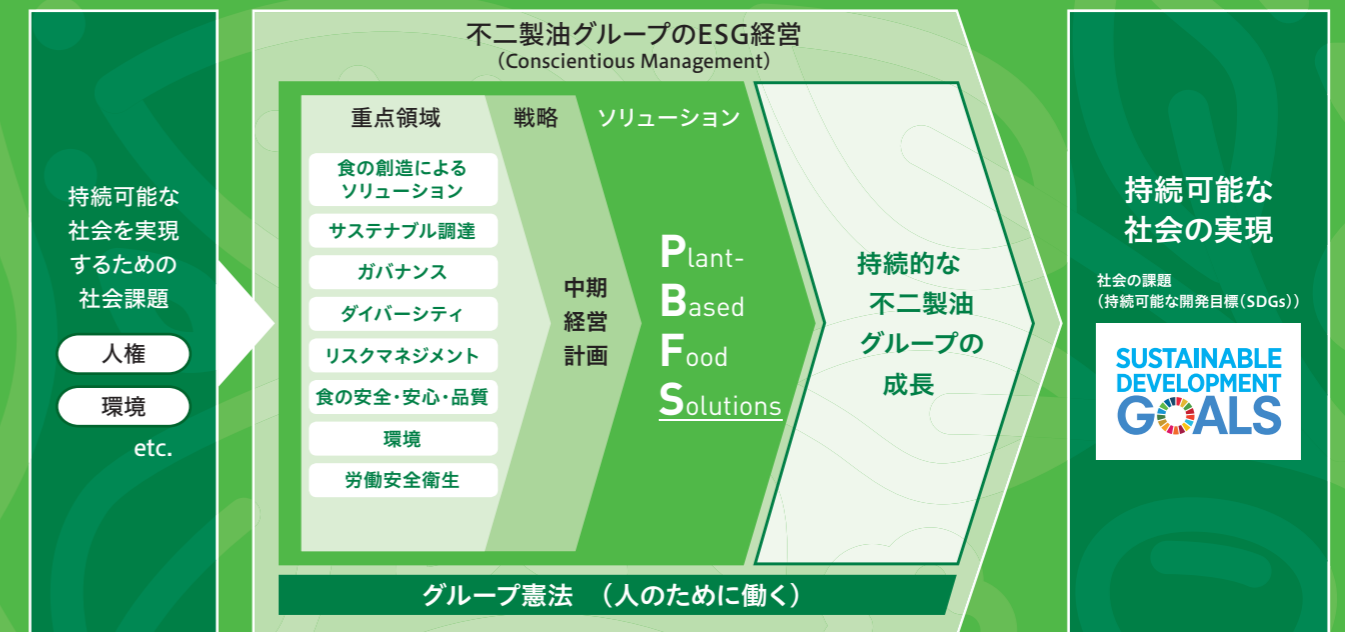 持続可能な
社会を実現
するための
社会課題
人権
環境
etc.
不二製油グループのESG経営
（Conscientious Management）
重点領域
食の創造による
ソリューション
サステナブル調達
ガバナンス
ダイバーシティ
リスクマネジメント
食の安全・安心・品質
環境
労働安全衛生
戦略
中期
経営
計画
ソリューション
Plant-
Based
Food
Solutions
持続的な
不二製油
グループの
成長
グループ憲法　（人のために働く）
持続可能な
社会の実現
社会の課題
（持続可能な開発目標（SDGs））
SUSTAINABLE
DEVELOPMENT
GOALS